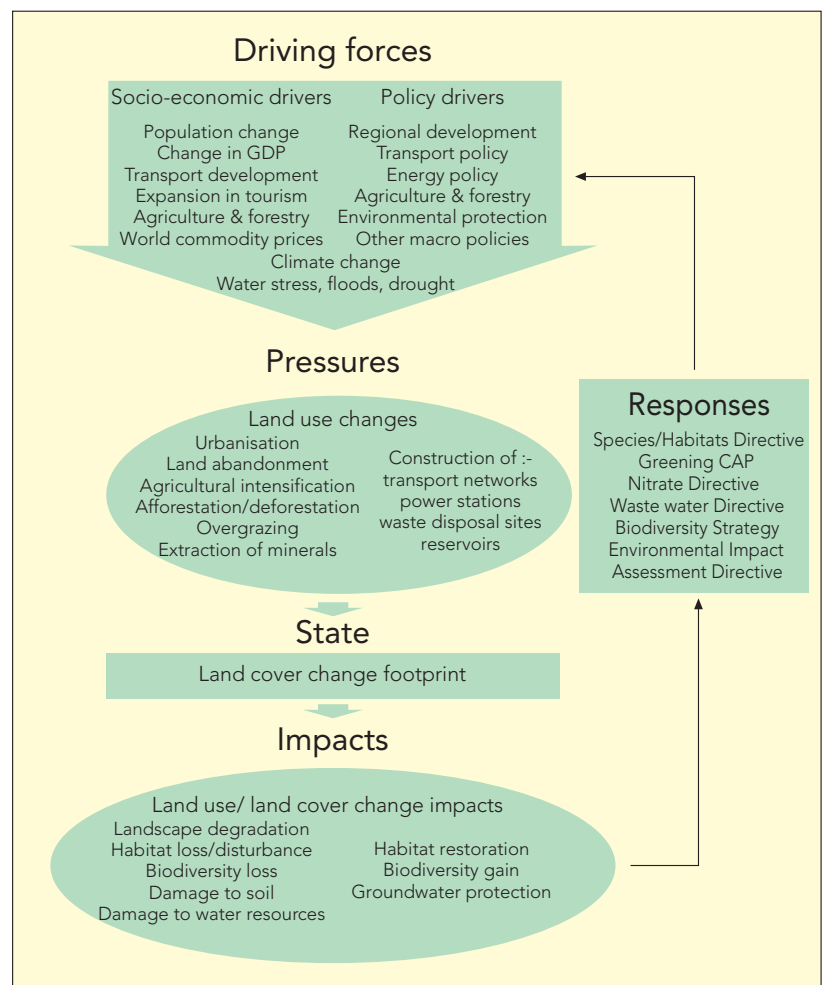 Driving forces
Socio-economic drivers
Population change
Change in GDP
Transport development
Expansion in tourism
Agriculture & forestry
World commodity prices
Policy drivers
Regional development
Transport policy
Energy policy
Agriculture & forestry
Environmental protection
Other macro policies
Climate change
Water stress, floods, drought
Pressures
Land use changes
Urbanisation
Land abandonment
Agricultural intensification
Afforestation/deforestation
Overgrazing
Extraction of minerals
Construction of :-
transport networks
power stations
waste disposal sites
reservoirs
State
Land cover change footprint
Impacts
Land use/ land cover change impacts
Landscape degradation
Habitat loss/disturbance
Biodiversity loss
Damage to soil
Damage to water resources
Habitat restoration
Biodiversity gain
Groundwater protection
Responses
Species/Habitats Directive
Greening CAP
Nitrate Directive
Waste water Directive
Biodiversity Strategy
Environmental Impact
Assessment Directive